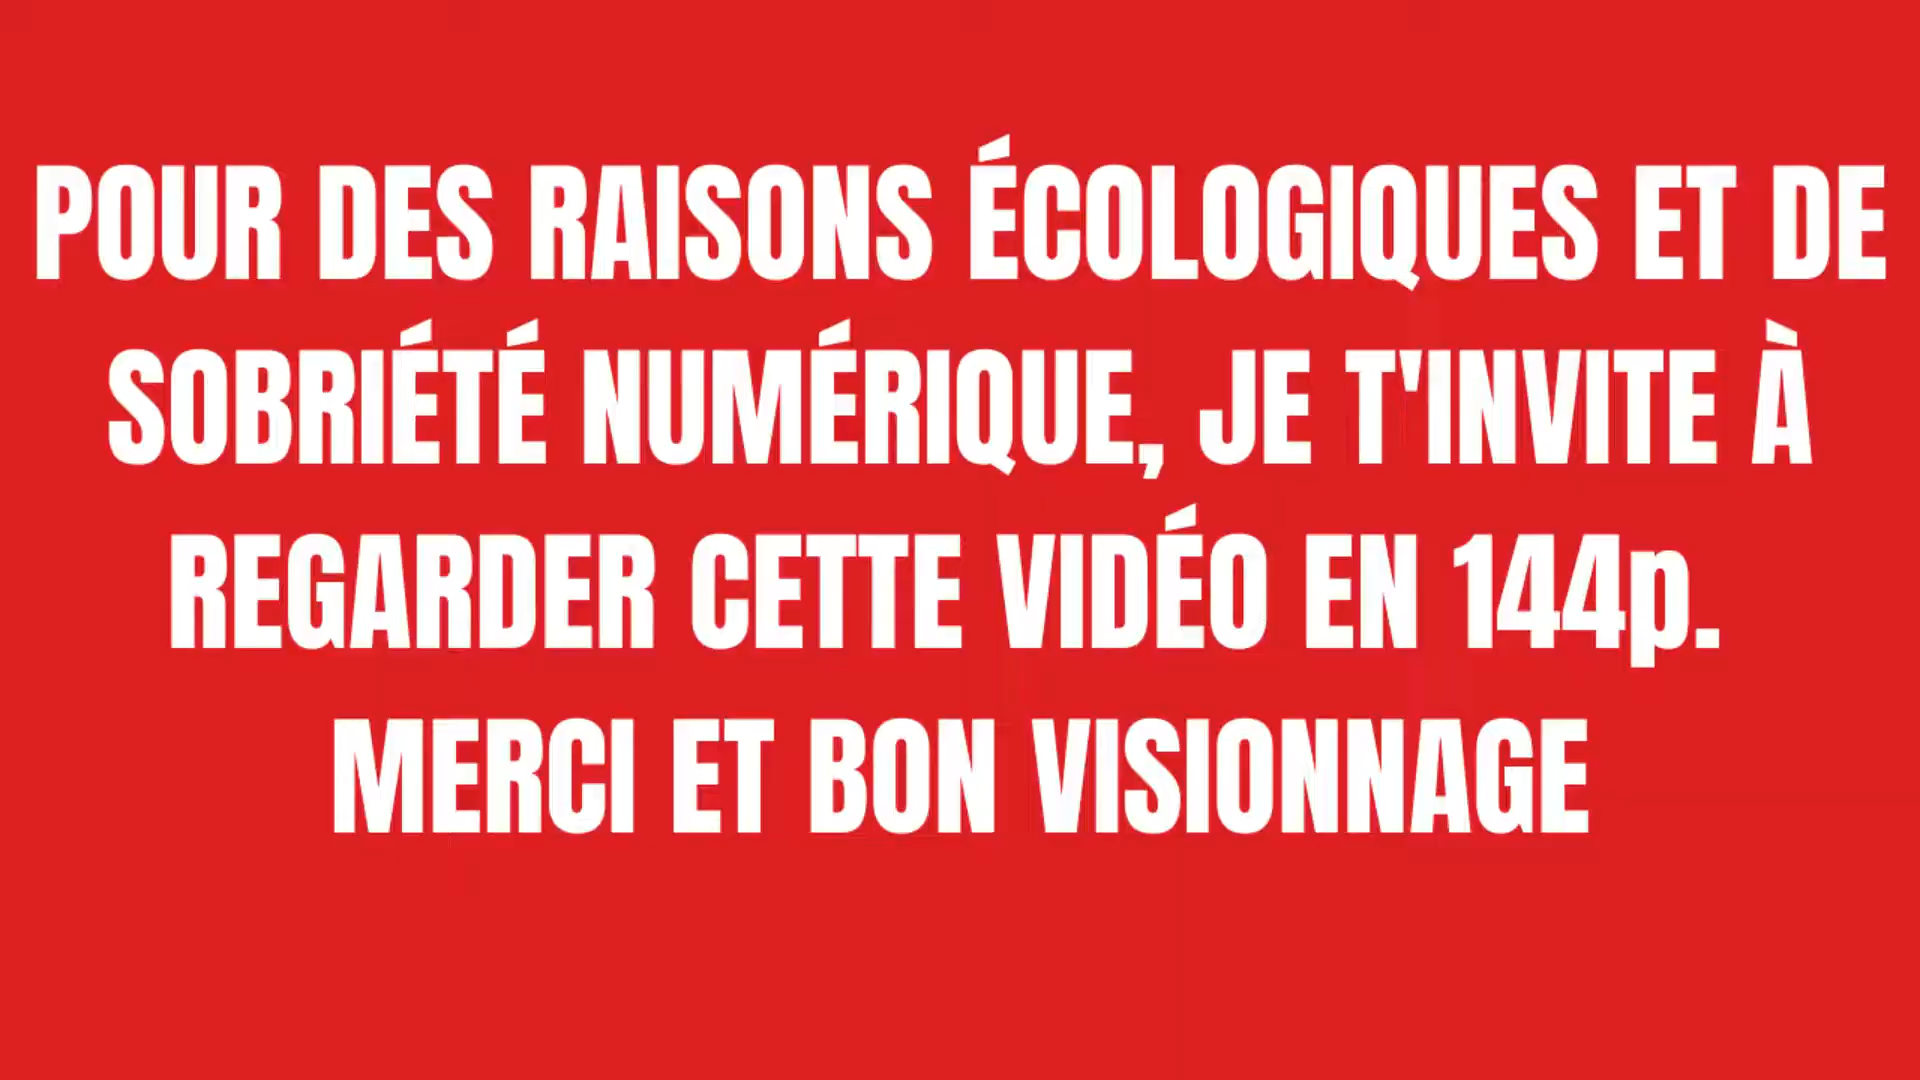 POUR DES RAISONS ÉCOLOGIQUES ET DE
SOBRIÉTÉ NUMÉRIQUE, JE T'INVITE À
REGARDER CETTE VIDÉO EN 144p.
MERCI ET BON VISIONNAGE